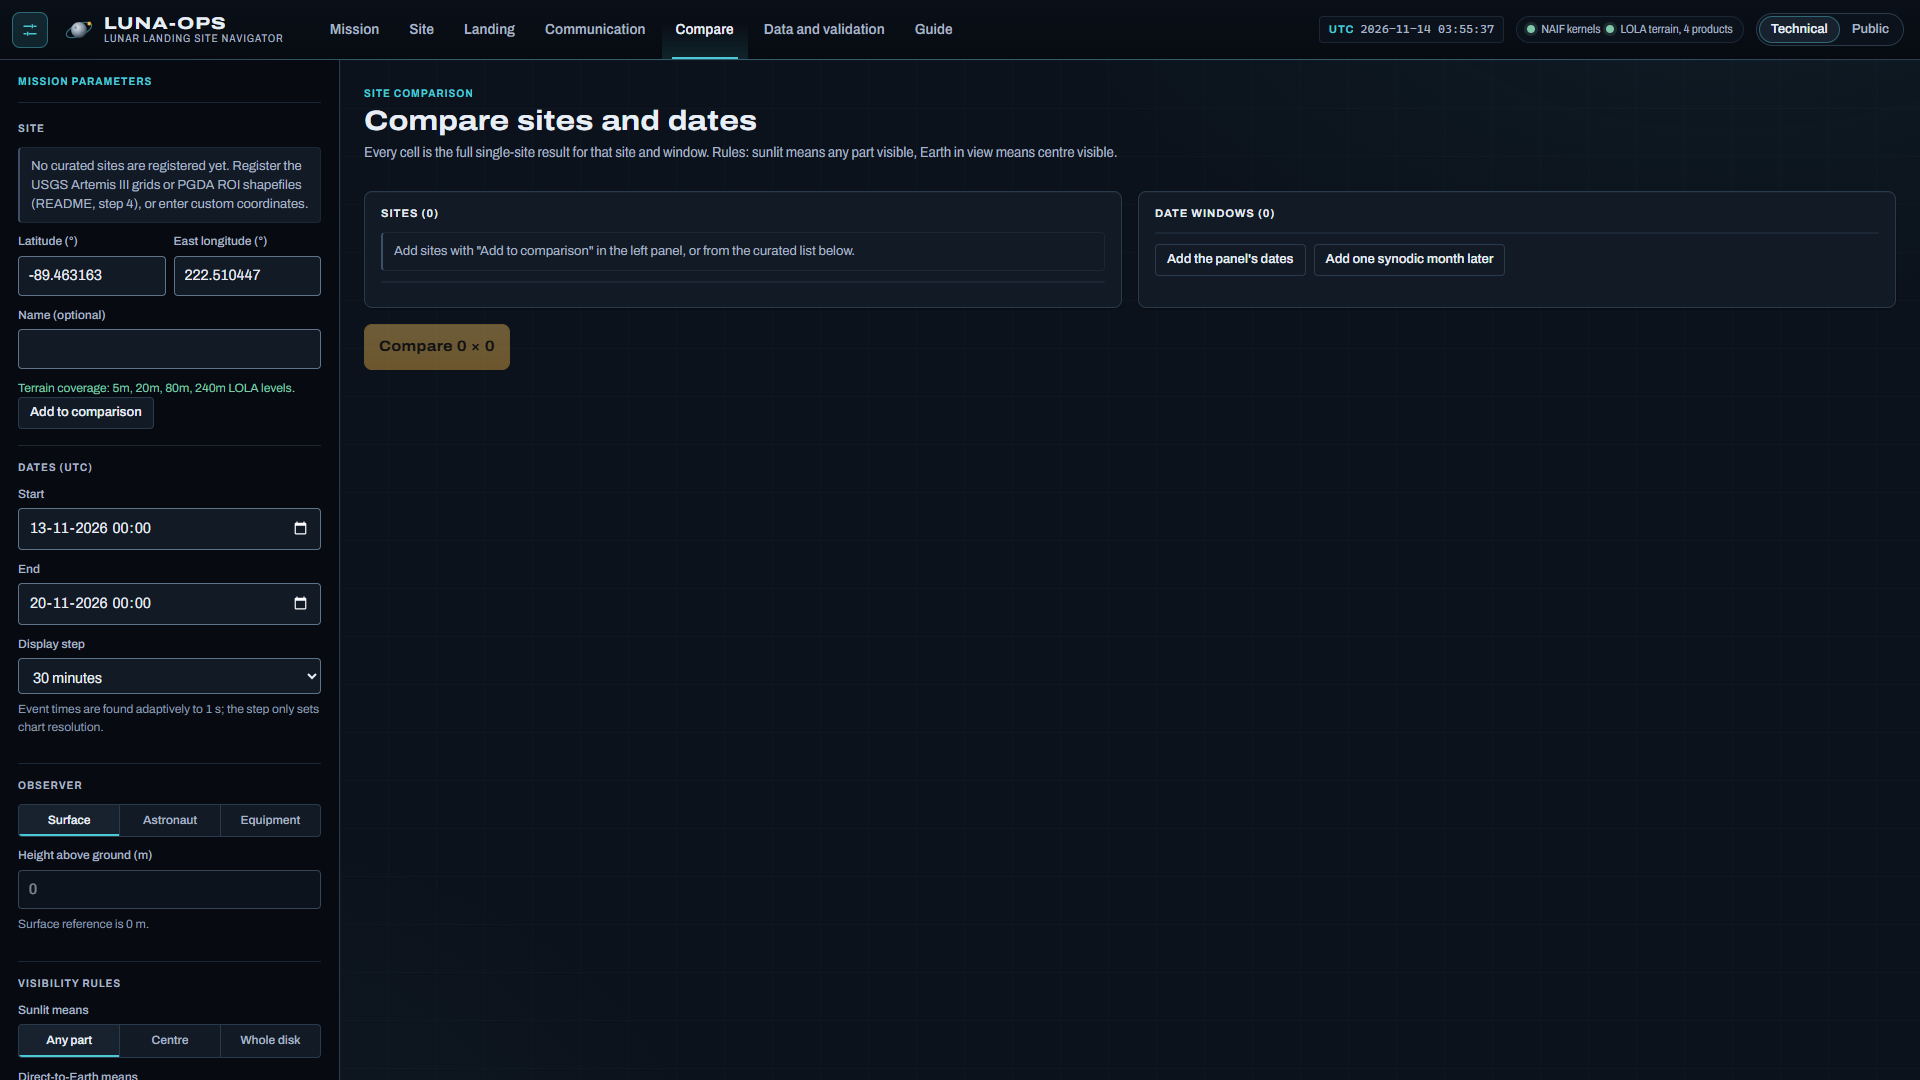 LUNA-OPS
LUNAR LANDING SITE NAVIGATOR
Mission
Site
Landing
Communication
Compare
Data and validation
Guide
UTC 2026-11-14 03:55:37
NAIF kernels
LOLA terrain, 4 products
Technical
Public
MISSION PARAMETERS
SITE
No curated sites are registered yet. Register the
USGS Artemis III grids or PGDA ROI shapefiles
(README, step 4), or enter custom coordinates.
Latitude (°)
East longitude (°)
-89.463163
222.510447
Name (optional)
Terrain coverage: 5m, 20m, 80m, 240m LOLA levels.
Add to comparison
DATES (UTC)
Start
13-11-2026 00:00
End
20-11-2026 00:00
Display step
30 minutes
Event times are found adaptively to 1 s; the step only sets
chart resolution.
OBSERVER
Surface
Astronaut
Equipment
Height above ground (m)
0
Surface reference is 0 m.
VISIBILITY RULES
Sunlit means
Any part
Centre
Whole disk
Direct-to-Earth means
SITE COMPARISON
Compare sites and dates
Every cell is the full single-site result for that site and window. Rules: sunlit means any part visible, Earth in view means centre visible.
SITES (0)
Add sites with "Add to comparison" in the left panel, or from the curated list below.
DATE WINDOWS (0)
Add the panel's dates
Add one synodic month later
Compare 0 × 0